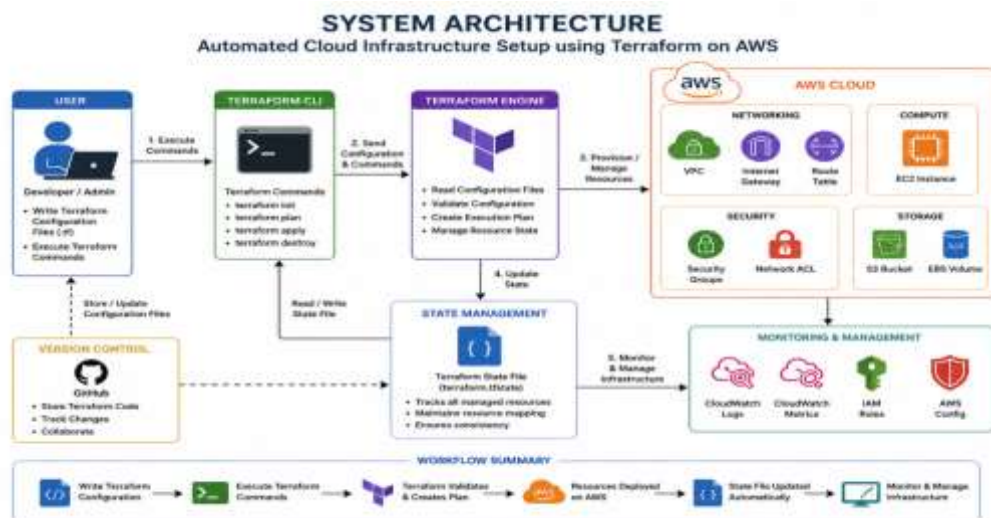 SYSTEM ARCHITECTURE
Automated Cloud Infrastructure Setup using Terraform on AWS
USER
Developer / Admin
• Write Terraform
Configuration
Files (.tf)
• Execute Terraform
Commands
1. Execute
Commands
TERRAFORM CLI
Terraform Commands
• terraform init
• terraform plan
• terraform apply
• terraform destroy
2. Send
Configuration
& Commands
TERRAFORM ENGINE
• Read Configuration Files
• Validate Configuration
• Create Execution Plan
• Manage Resource State
3. Provision /
Manage
Resources
aws
AWS CLOUD
NETWORKING
VPC
Internet
Gateway
Route
Table
COMPUTE
EC2 Instance
SECURITY
Security
Groups
Network ACL
STORAGE
S3 Bucket
EBS Volume
Store / Update
Configuration Files
Read / Write
State File
4. Update
State
VERSION CONTROL
GitHub
• Store Terraform Code
• Track Changes
• Collaborate
STATE MANAGEMENT
Terraform State File
(terraform.tfstate)
• Tracks all managed resources
• Maintains resource mapping
• Ensures consistency
5. Monitor
& Manage
Infrastructure
MONITORING & MANAGEMENT
CloudWatch
Logs
CloudWatch
Metrics
IAM
Roles
AWS
Config
WORKFLOW SUMMARY
Write Terraform
Configuration
Execute Terraform
Commands
Terraform Validates
& Creates Plan
Resources Deployed
on AWS
State File Updated
Automatically
Monitor & Manage
Infrastructure